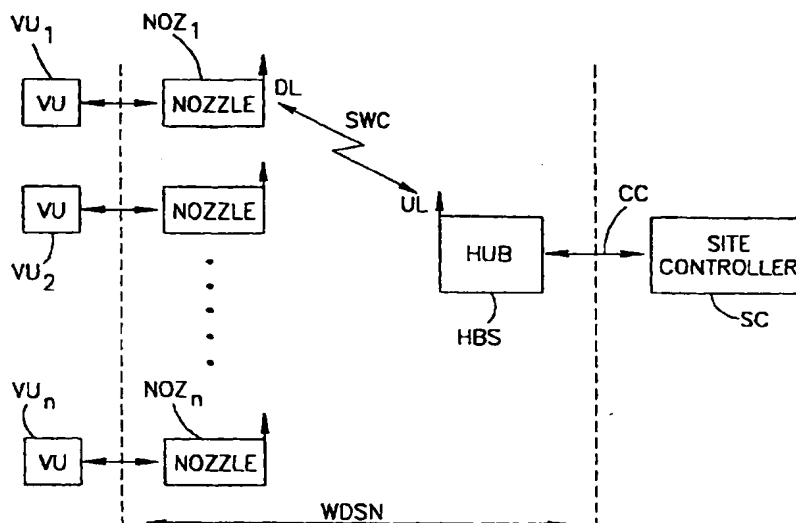 VU1
NOZ1
VU
NOZZLE
DL
SWC
VU
NOZZLE
UL
HUB
CC
SITE
CONTROLLER
VU2
HBS
SC
VUn
NOZn
VU
NOZZLE
WDSN